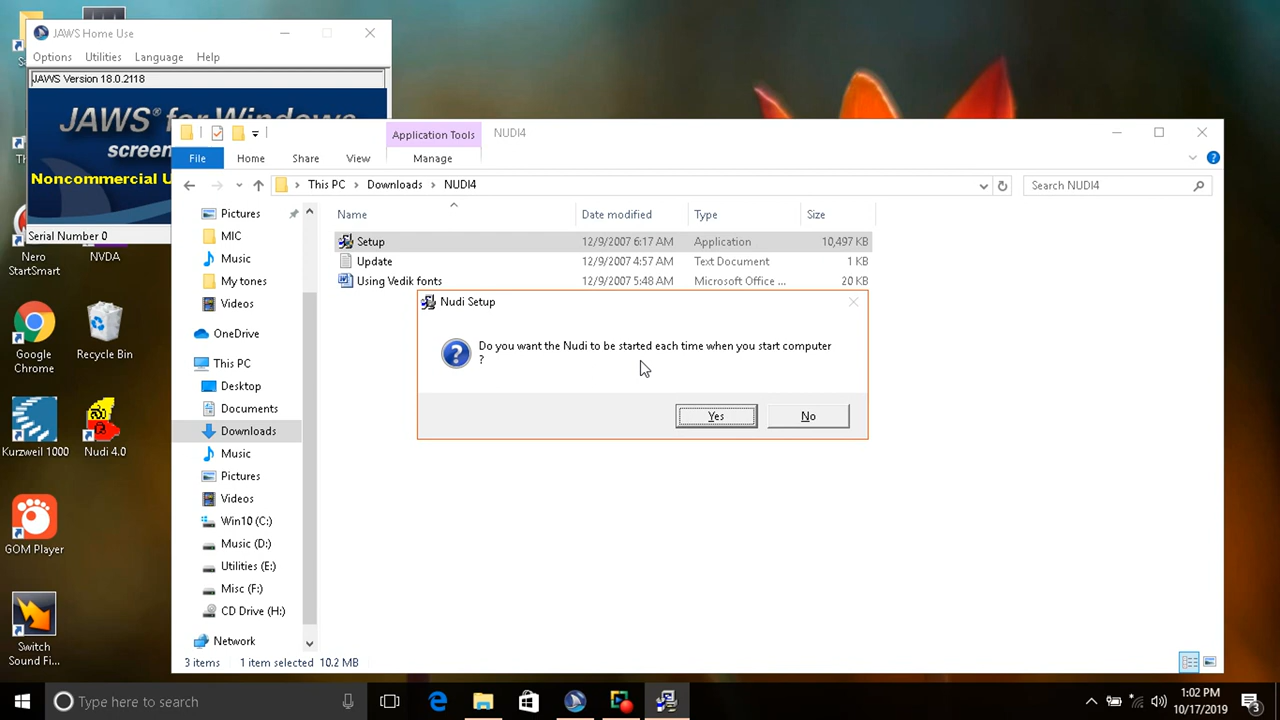 JAWS Home Use
Options Utilities Language Help
JAWS Version 18.0.2118
JAWS® for Windows
screen
Noncommercial U
Serial Number 0
Application Tools
NUDI4
File Home Share View Manage
This PC Downloads NUDI4
Search NUDI4
Name Date modified Type Size
Setup 12/9/2007 6:17 AM Application 10,497 KB
Update 12/9/2007 4:57 AM Text Document 1 KB
Using Vedik fonts 12/9/2007 5:48 AM Microsoft Office ... 20 KB
Pictures
MIC
Music
My tones
Videos
OneDrive
This PC
Desktop
Documents
Downloads
Music
Pictures
Videos
Win10 (C:)
Music (D:)
Utilities (E:)
Misc (F:)
CD Drive (H:)
Network
3 items 1 item selected 10.2 MB
Nudi Setup
Do you want the Nudi to be started each time when you start computer
?
Yes No
Nero
StartSmart
NVDA
Google
Chrome
Recycle Bin
Kurzweil 1000
ನು
Nudi 4.0
GOM Player
Switch
Sound Fi...
Type here to search
1:02 PM
10/17/2019
3